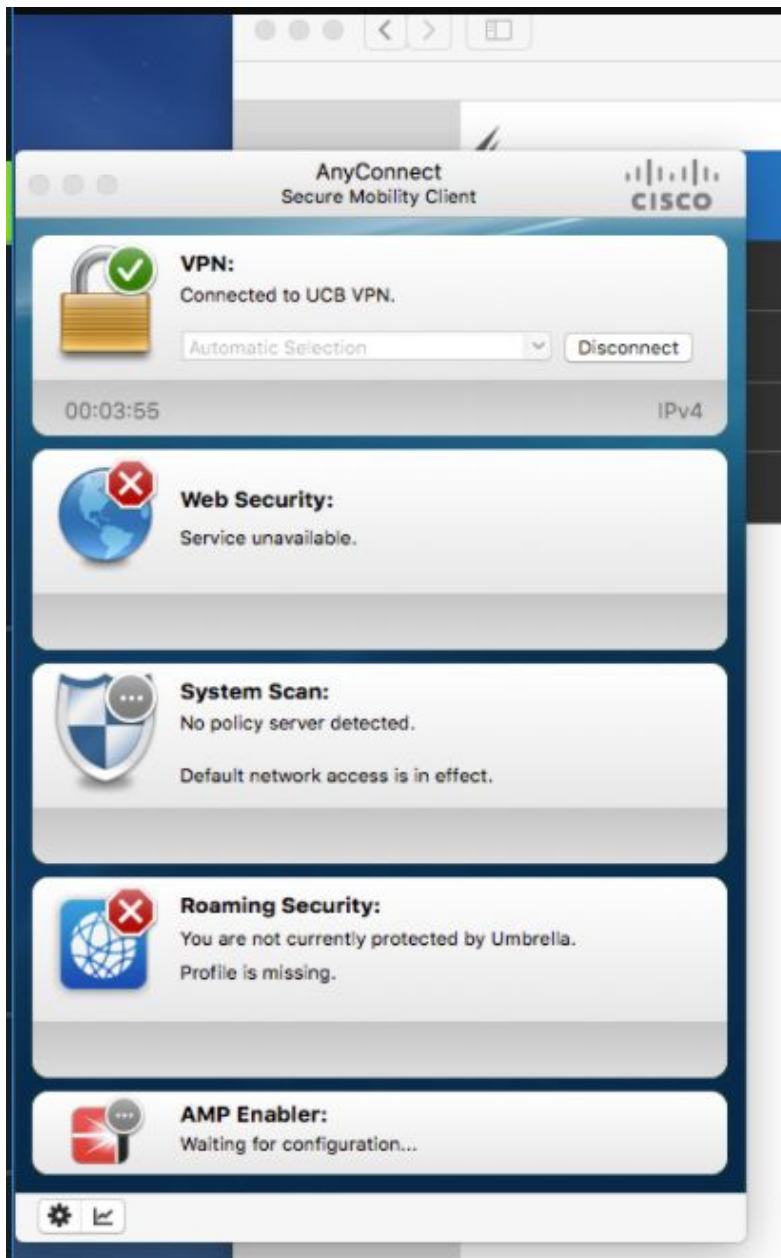 AnyConnect
Secure Mobility Client
CISCO
VPN:
Connected to UCB VPN.
Automatic Selection
Disconnect
00:03:55
IPv4
Web Security:
Service unavailable.
System Scan:
No policy server detected.
Default network access is in effect.
Roaming Security:
You are not currently protected by Umbrella.
Profile is missing.
AMP Enabler:
Waiting for configuration...